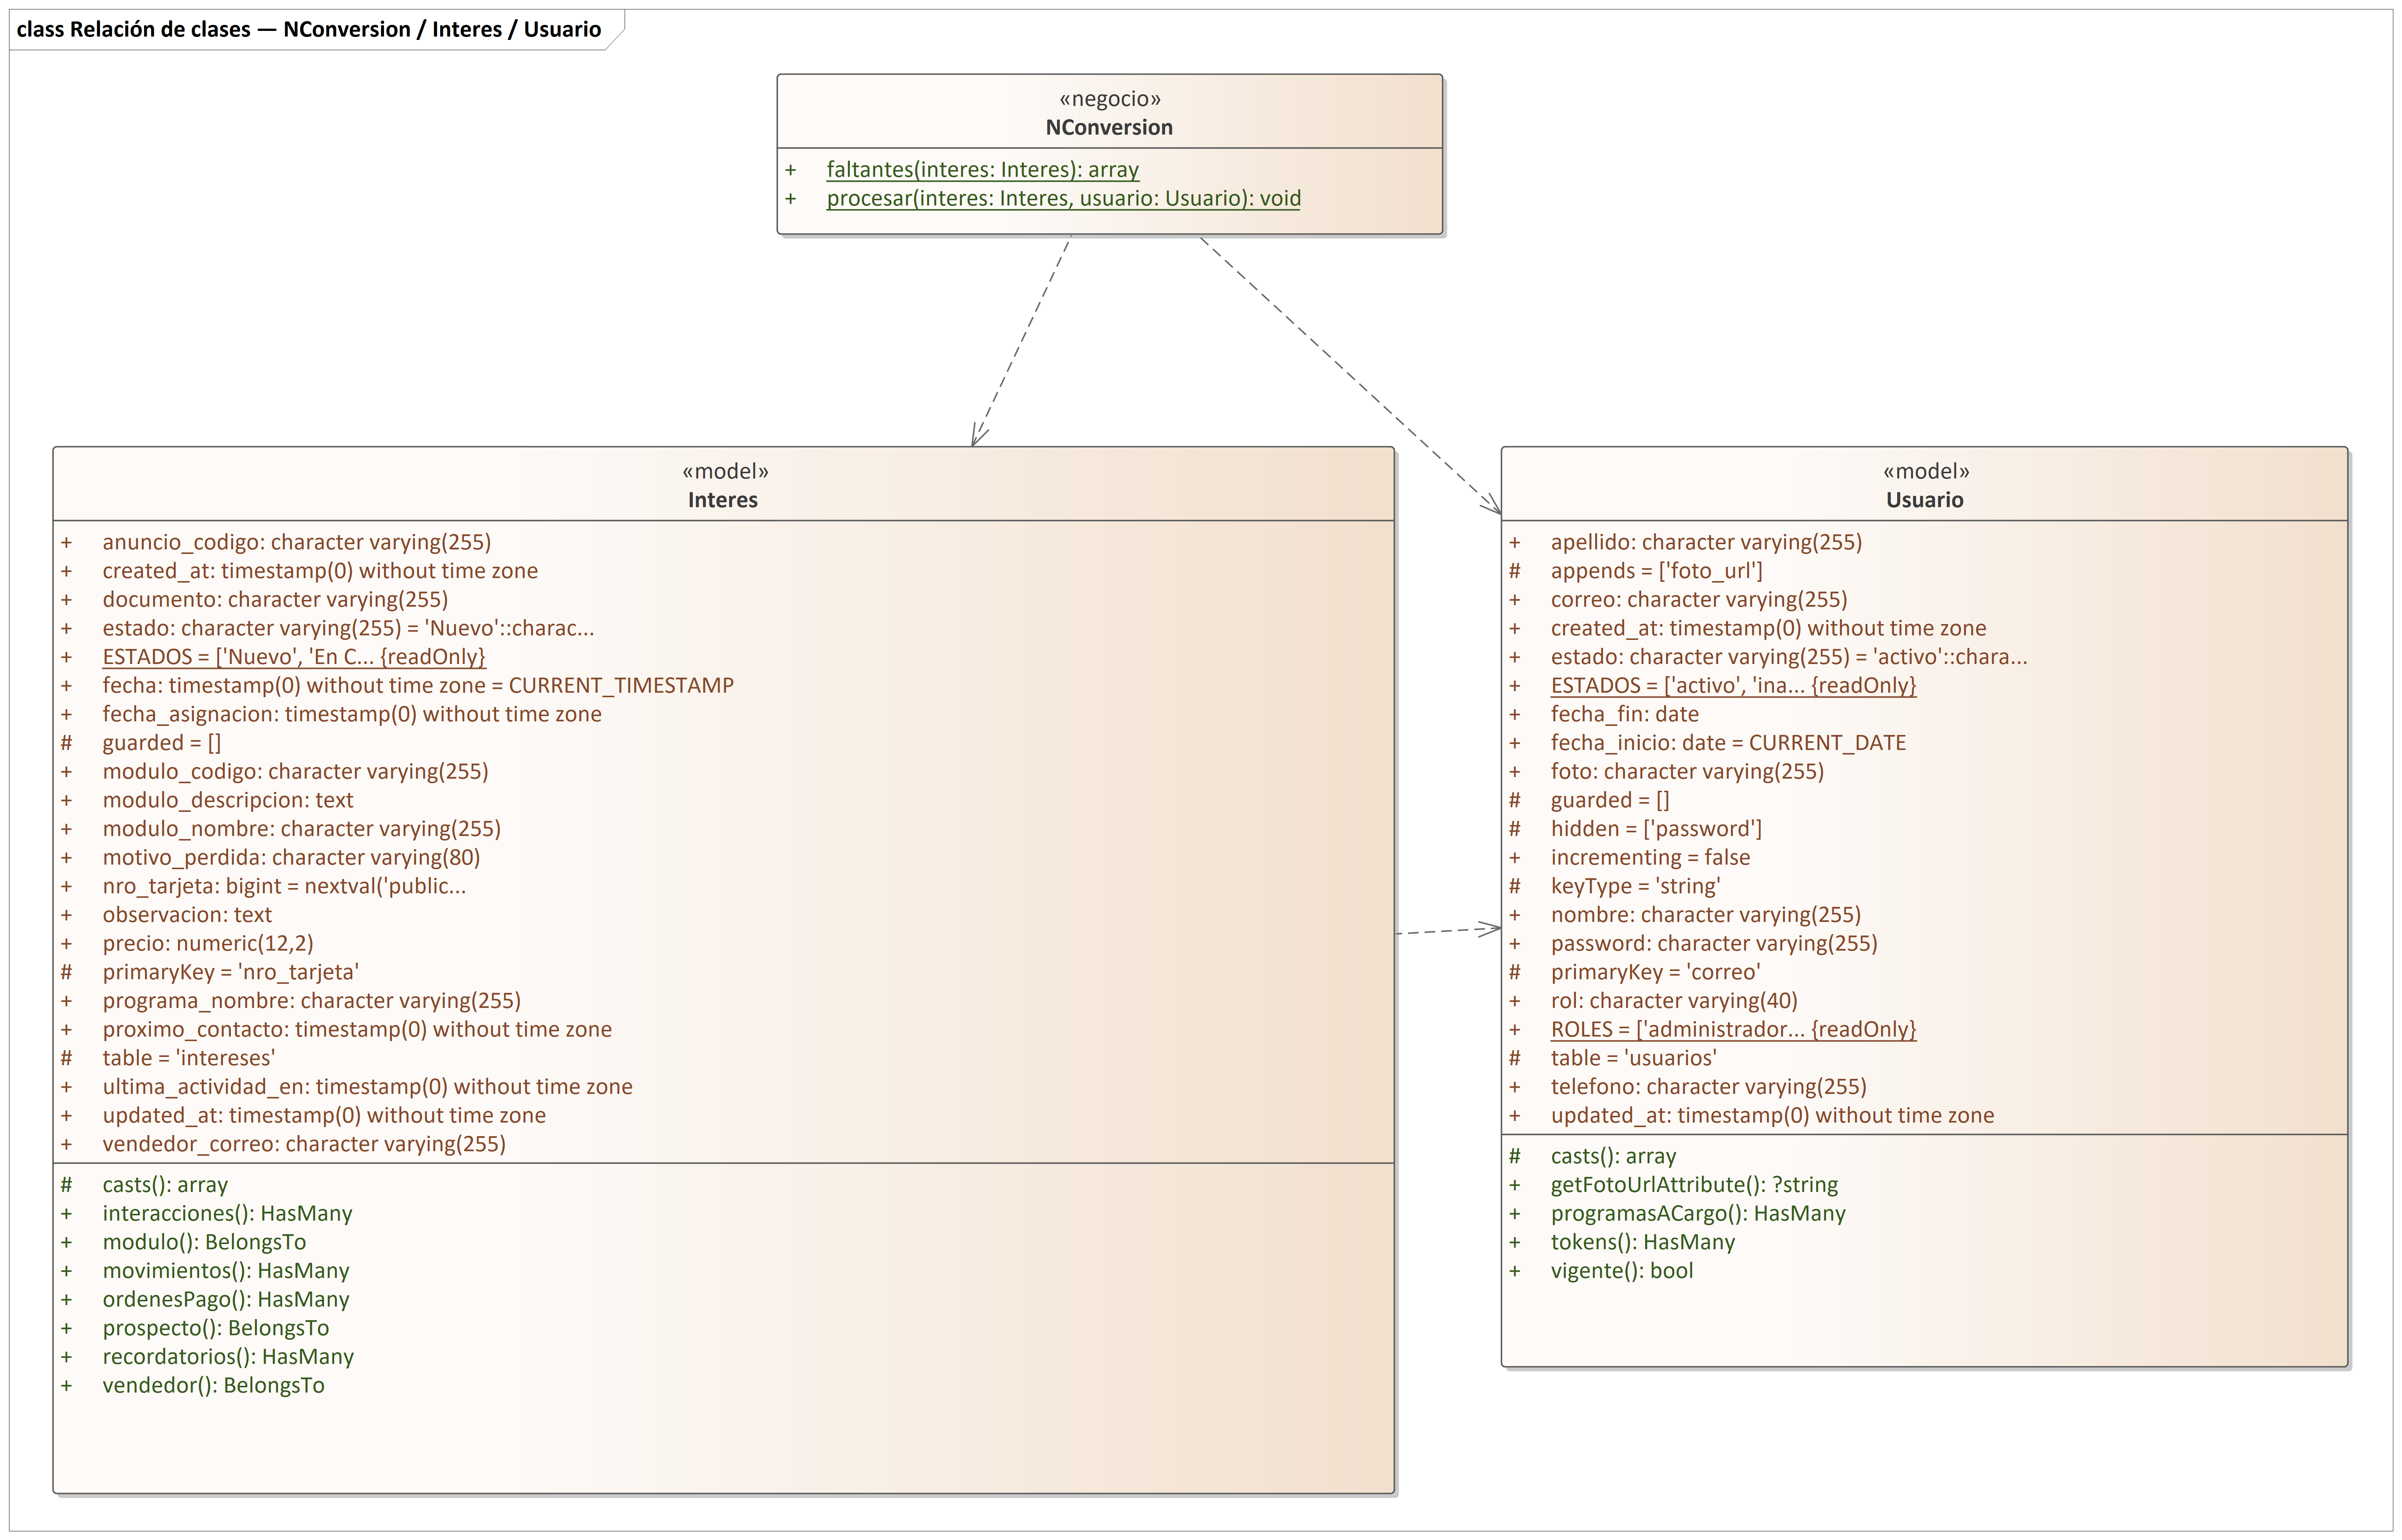 class Relación de clases — NConversion / Interes / Usuario
«negocio»
NConversion
+ faltantes(interes: Interes): array
+ procesar(interes: Interes, usuario: Usuario): void
«model»
Interes
+ anuncio_codigo: character varying(255)
+ created_at: timestamp(0) without time zone
+ documento: character varying(255)
+ estado: character varying(255) = 'Nuevo'::charac...
+ ESTADOS = ['Nuevo', 'En C... {readOnly}
+ fecha: timestamp(0) without time zone = CURRENT_TIMESTAMP
+ fecha_asignacion: timestamp(0) without time zone
# guarded = []
+ modulo_codigo: character varying(255)
+ modulo_descripcion: text
+ modulo_nombre: character varying(255)
+ motivo_perdida: character varying(80)
+ nro_tarjeta: bigint = nextval('public...
+ observacion: text
+ precio: numeric(12,2)
# primaryKey = 'nro_tarjeta'
+ programa_nombre: character varying(255)
+ proximo_contacto: timestamp(0) without time zone
# table = 'intereses'
+ ultima_actividad_en: timestamp(0) without time zone
+ updated_at: timestamp(0) without time zone
+ vendedor_correo: character varying(255)
# casts(): array
+ interacciones(): HasMany
+ modulo(): BelongsTo
+ movimientos(): HasMany
+ ordenesPago(): HasMany
+ prospecto(): BelongsTo
+ recordatorios(): HasMany
+ vendedor(): BelongsTo
«model»
Usuario
+ apellido: character varying(255)
# appends = ['foto_url']
+ correo: character varying(255)
+ created_at: timestamp(0) without time zone
+ estado: character varying(255) = 'activo'::chara...
+ ESTADOS = ['activo', 'ina... {readOnly}
+ fecha_fin: date
+ fecha_inicio: date = CURRENT_DATE
+ foto: character varying(255)
# guarded = []
# hidden = ['password']
+ incrementing = false
# keyType = 'string'
+ nombre: character varying(255)
+ password: character varying(255)
# primaryKey = 'correo'
+ rol: character varying(40)
+ ROLES = ['administrador... {readOnly}
# table = 'usuarios'
+ telefono: character varying(255)
+ updated_at: timestamp(0) without time zone
# casts(): array
+ getFotoUrlAttribute(): ?string
+ programasACargo(): HasMany
+ tokens(): HasMany
+ vigente(): bool